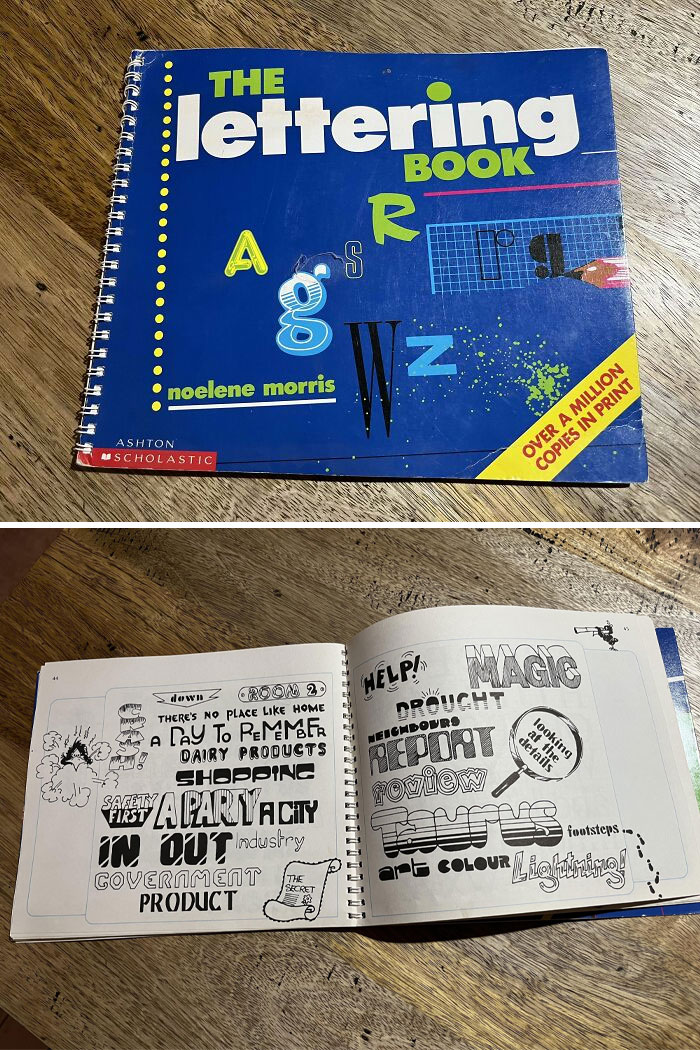 THE
lettering
BOOK
R
A
s
g
r g
W
z
noelene morris
ASHTON
SCHOLASTIC
OVER A MILLION
COPIES IN PRINT
44
down
ROOM 2
THERE'S NO PLACE LIKE HOME
A DAY TO REMEMBER
DAIRY PRODUCTS
SHOPPING
SAFETY
FIRST
A PARTY
A CITY
IN OUT
Industry
GOVERNMENT
PRODUCT
THE
SECRET
45
HELP!
MAGIC
DROUGHT
NEIGHBOURS
REPORT
looking
at the
details
review
Taurus
footsteps
art
COLOUR
Lightning!